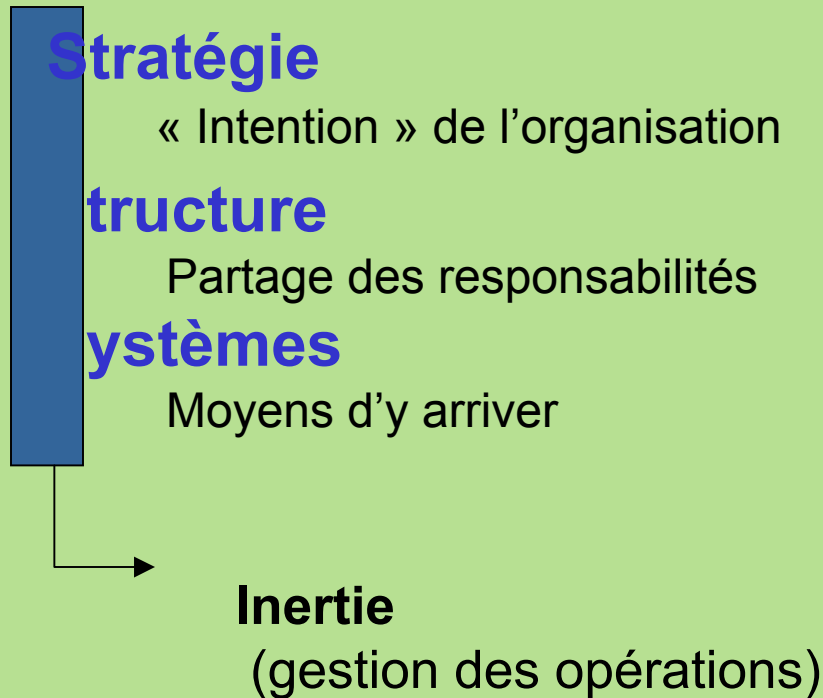 Stratégie
« Intention » de l’organisation
tructure
Partage des responsabilités
ystèmes
Moyens d’y arriver
Inertie
(gestion des opérations)